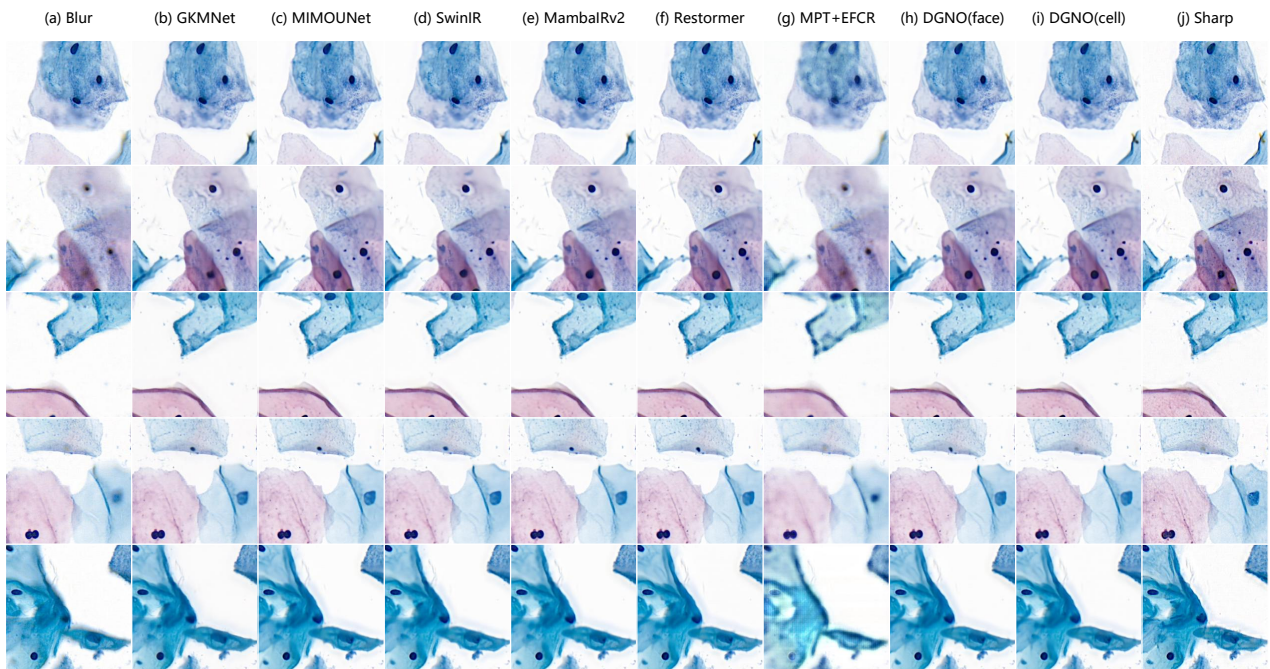 (a) Blur (b) GKMNet (c) MIMOUNet (d) SwinIR (e) MambaIRv2 (f) Restormer (g) MPT+EFCR (h) DGNO(face) (i) DGNO(cell) (j) Sharp